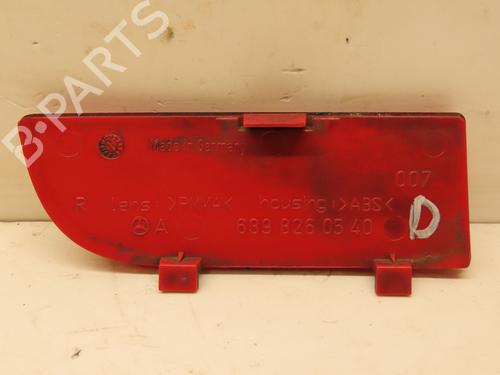 B-PARTS
Made in Germany
007
R lens >PMMA< housing >ABS<
A 639 826 05 40
D